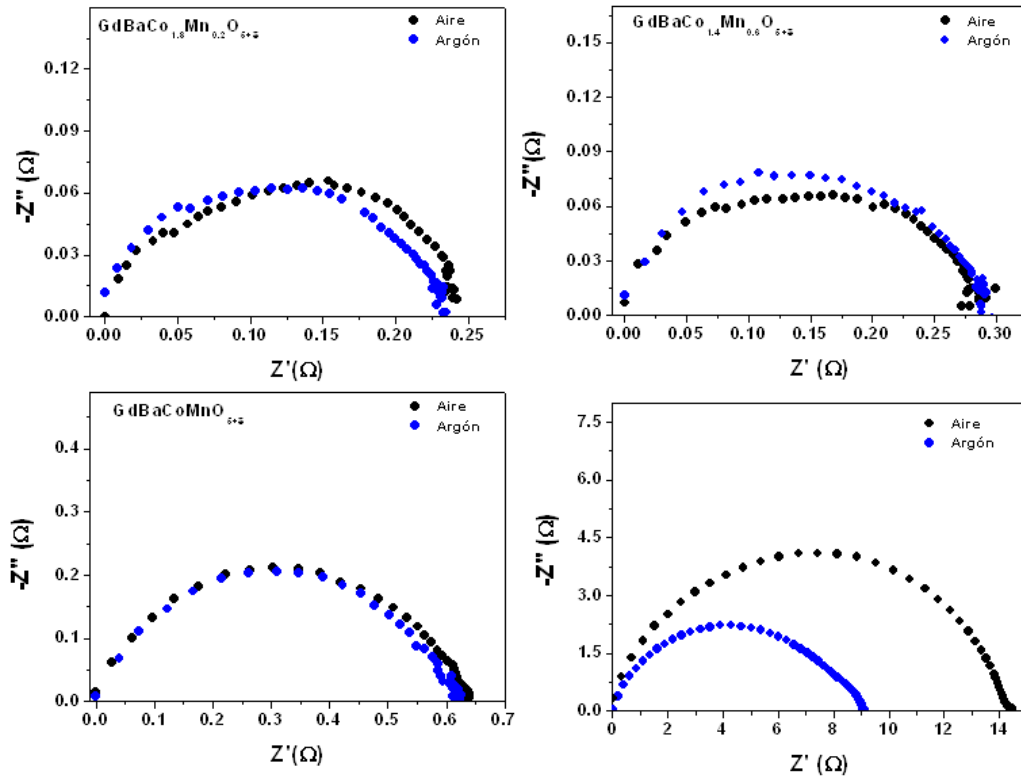 GdBaCo1.8Mn0.2O5+δ
Aire
Argón
-Z'' (Ω)
0.12
0.09
0.06
0.03
0.00
0.00 0.05 0.10 0.15 0.20 0.25
Z' (Ω)
GdBaCo1.4Mn0.6O5+δ
Aire
Argón
-Z'' (Ω)
0.15
0.12
0.09
0.06
0.03
0.00
0.00 0.05 0.10 0.15 0.20 0.25 0.30
Z' (Ω)
GdBaCoMnO5+δ
Aire
Argón
-Z'' (Ω)
0.4
0.3
0.2
0.1
0.0
0.0 0.1 0.2 0.3 0.4 0.5 0.6 0.7
Z' (Ω)
Aire
Argón
-Z'' (Ω)
7.5
6.0
4.5
3.0
1.5
0.0
0 2 4 6 8 10 12 14
Z' (Ω)